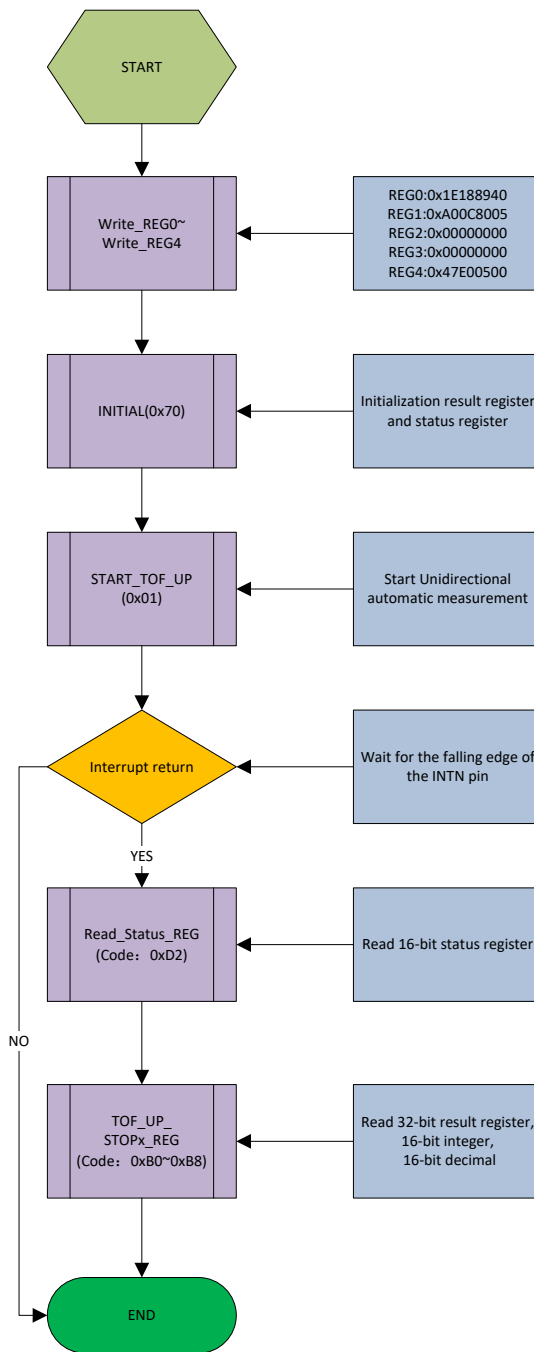 START
Write_REG0~
Write_REG4
REG0:0x1E188940
REG1:0xA00C8005
REG2:0x00000000
REG3:0x00000000
REG4:0x47E00500
INITIAL(0x70)
Initialization result register
and status register
START_TOF_UP
(0x01)
Start Unidirectional
automatic measurement
Interrupt return
Wait for the falling edge of
the INTN pin
YES
Read_Status_REG
(Code：0xD2)
Read 16-bit status register
NO
TOF_UP_
STOPx_REG
(Code：0xB0~0xB8)
Read 32-bit result register,
16-bit integer,
16-bit decimal
END